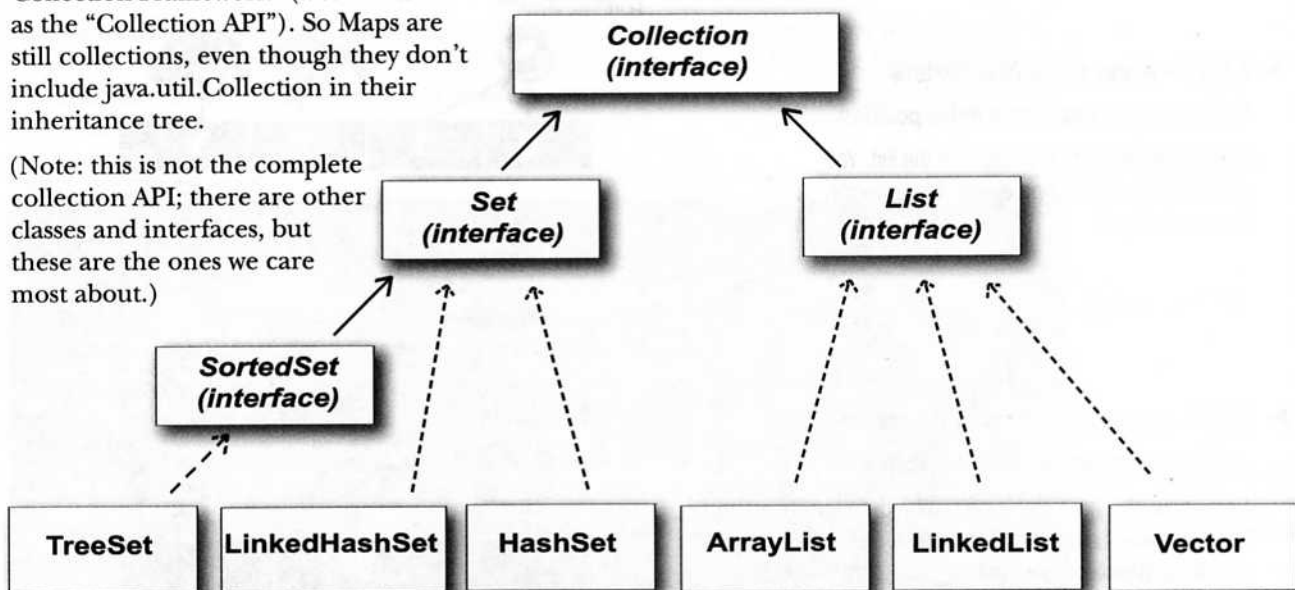 as the “Collection API”). So Maps are
still collections, even though they don’t
include java.util.Collection in their
inheritance tree.
(Note: this is not the complete
collection API; there are other
classes and interfaces, but
these are the ones we care
most about.)
Collection
(interface)
Set
(interface)
List
(interface)
SortedSet
(interface)
TreeSet
LinkedHashSet
HashSet
ArrayList
LinkedList
Vector